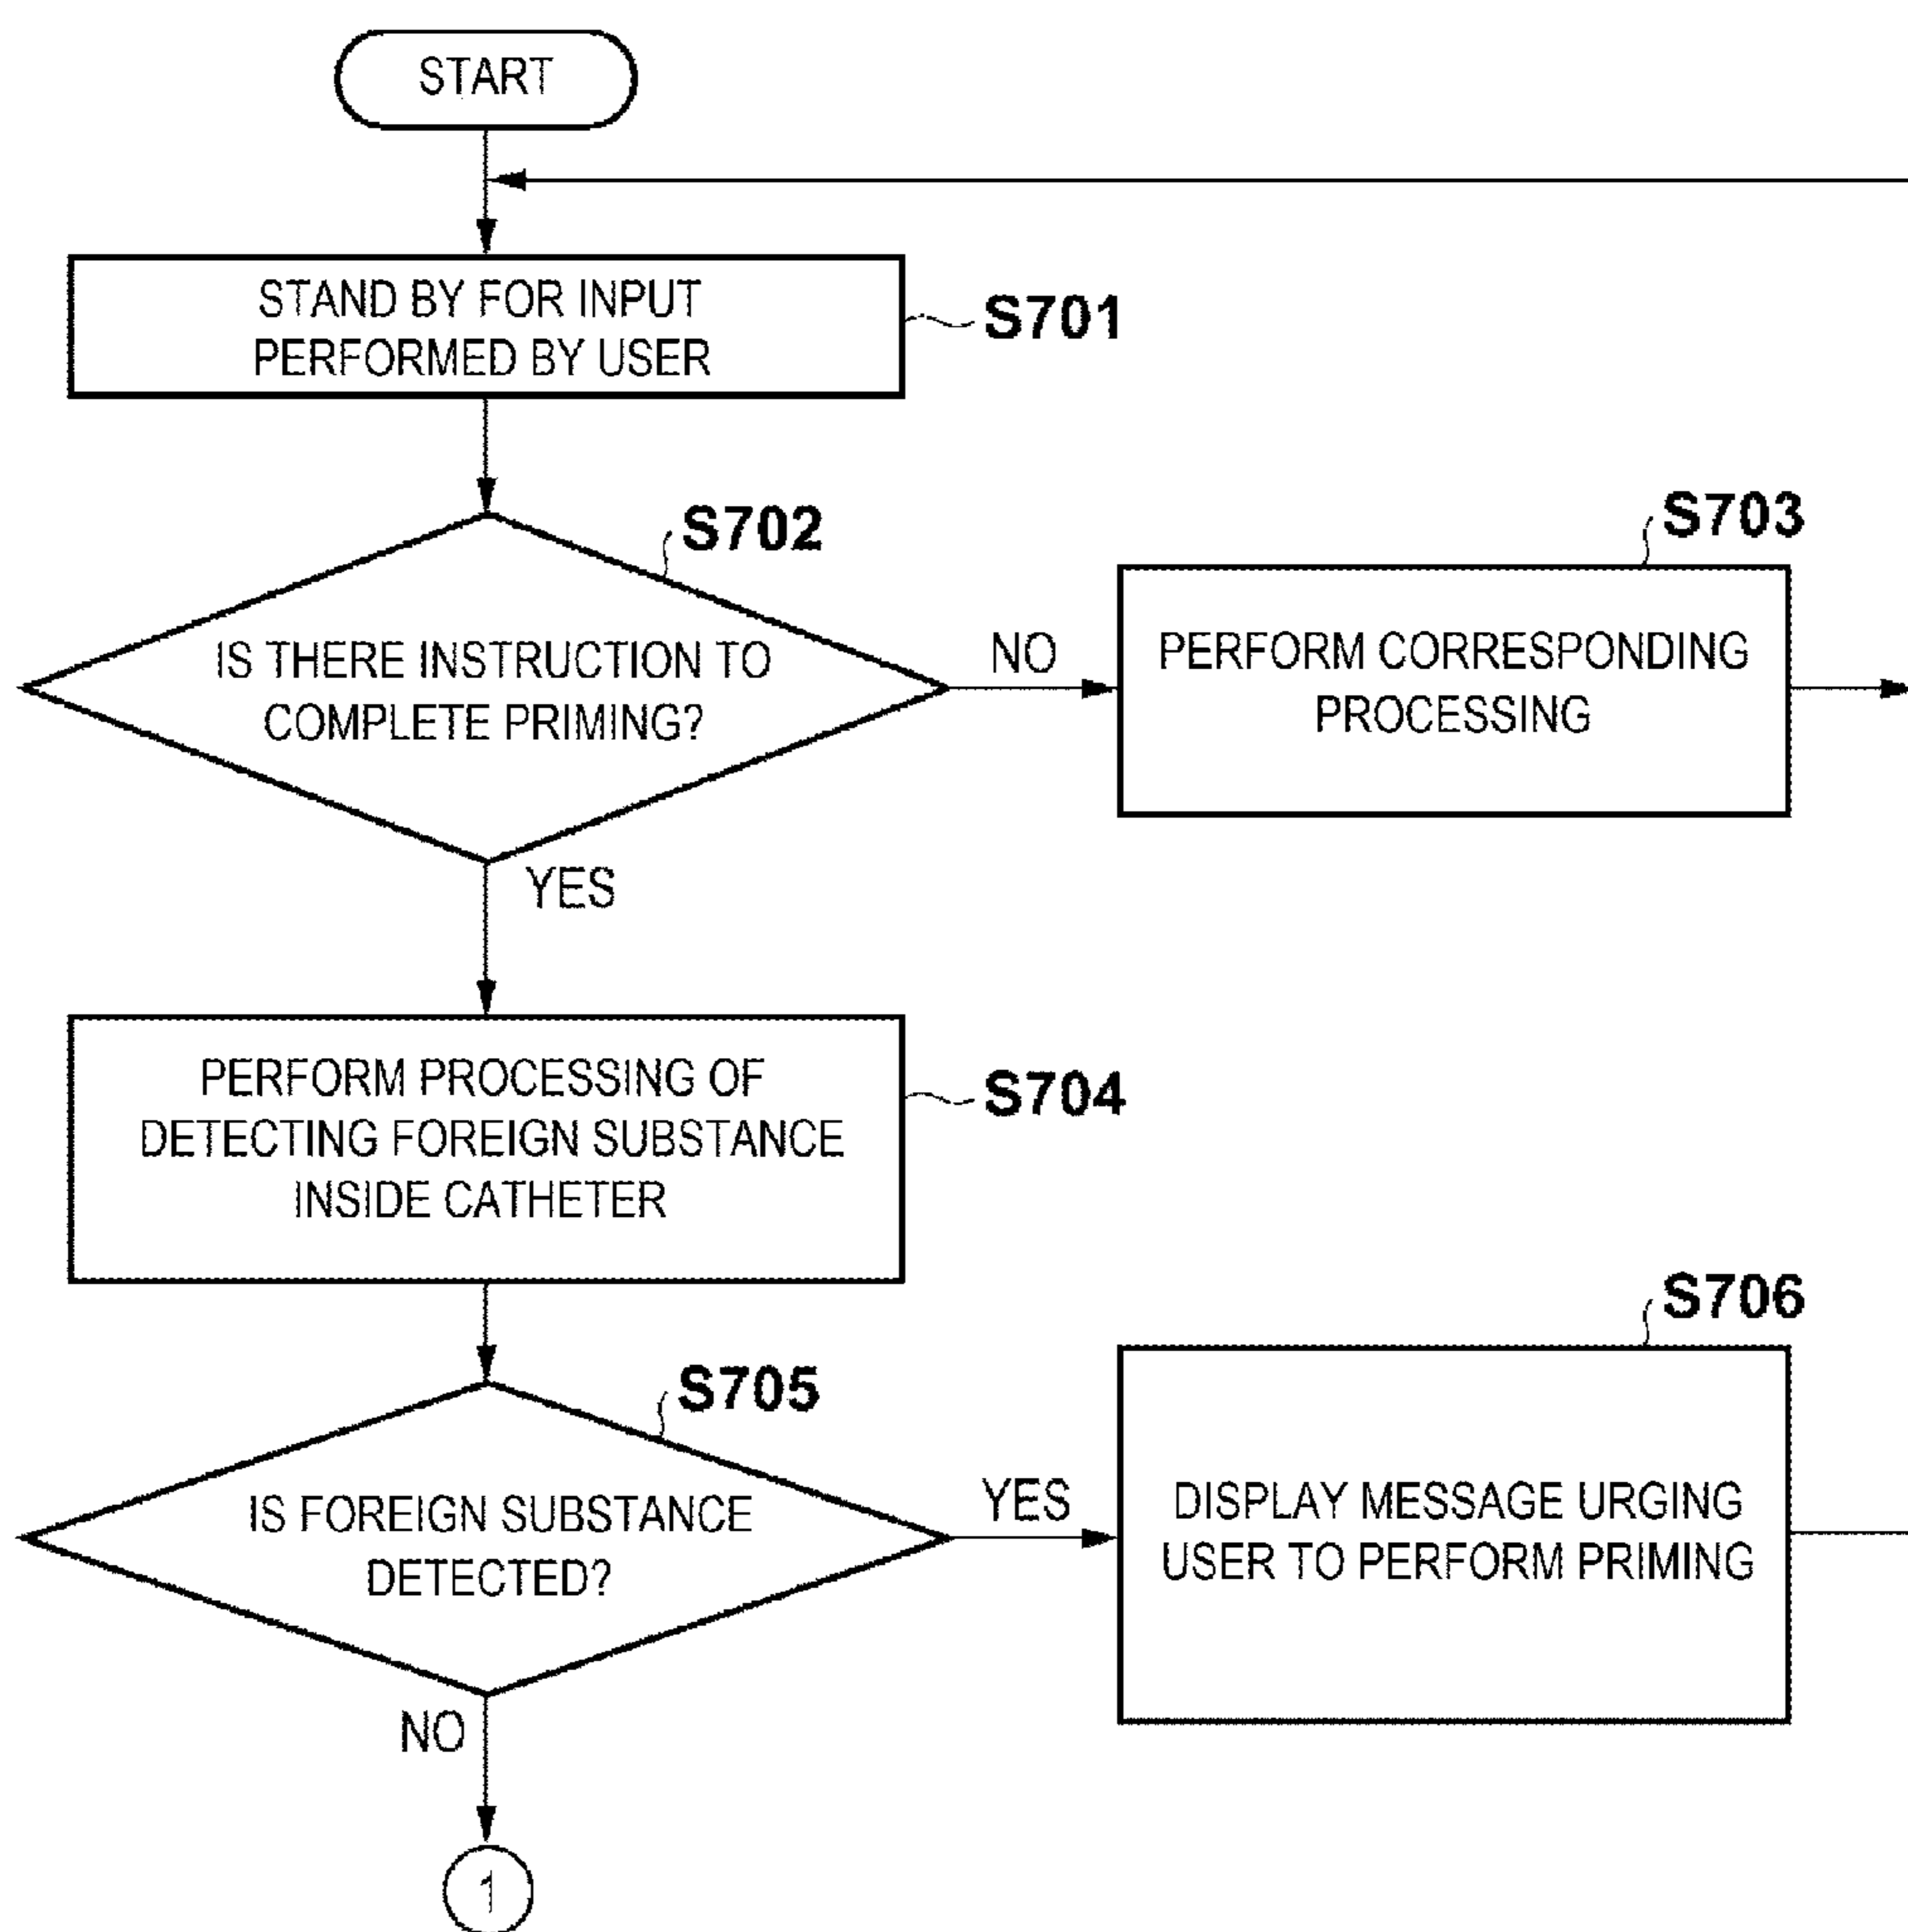 START
STAND BY FOR INPUT
PERFORMED BY USER
S701
S702
IS THERE INSTRUCTION TO
COMPLETE PRIMING?
NO
S703
PERFORM CORRESPONDING
PROCESSING
YES
PERFORM PROCESSING OF
DETECTING FOREIGN SUBSTANCE
INSIDE CATHETER
S704
S705
IS FOREIGN SUBSTANCE
DETECTED?
YES
S706
DISPLAY MESSAGE URGING
USER TO PERFORM PRIMING
NO
1